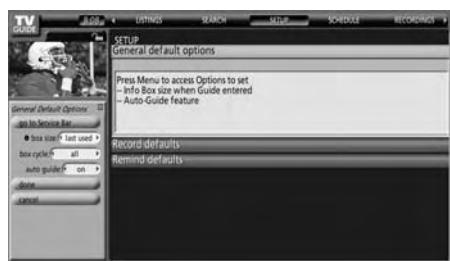 TV
GUIDE
8:08
LISTINGS
SEARCH
SETUP
SCHEDULE
RECORDINGS
SETUP
General default options
Press Menu to access Options to set
– Info Box size when Guide entered
– Auto-Guide feature
Record defaults
Remind defaults
General Default Options
go to Service Bar
box size: last used
box cycle: all
auto guide: on
done
cancel